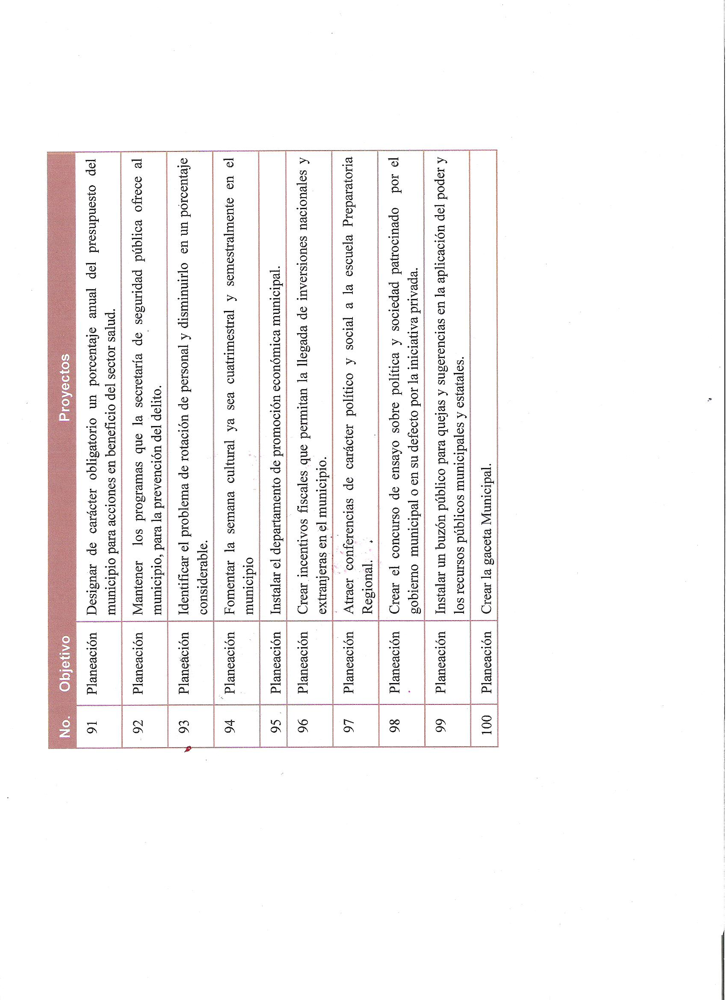 No. Objetivo Proyectos
91 Planeación Designar de carácter obligatorio un porcentaje anual del presupuesto del
municipio para acciones en beneficio del sector salud.
92 Planeación Mantener los programas que la secretaría de seguridad pública ofrece al
municipio, para la prevención del delito.
93 Planeación Identificar el problema de rotación de personal y disminuirlo en un porcentaje
considerable.
94 Planeación Fomentar la semana cultural ya sea cuatrimestral y semestralmente en el
municipio
95 Planeación Instalar el departamento de promoción económica municipal.
96 Planeación Crear incentivos fiscales que permitan la llegada de inversiones nacionales y
extranjeras en el municipio.
97 Planeación Atraer conferencias de carácter político y social a la escuela Preparatoria
Regional.
98 Planeación Crear el concurso de ensayo sobre política y sociedad patrocinado por el
gobierno municipal o en su defecto por la iniciativa privada.
99 Planeación Instalar un buzón público para quejas y sugerencias en la aplicación del poder y
los recursos públicos municipales y estatales.
100 Planeación Crear la gaceta Municipal.